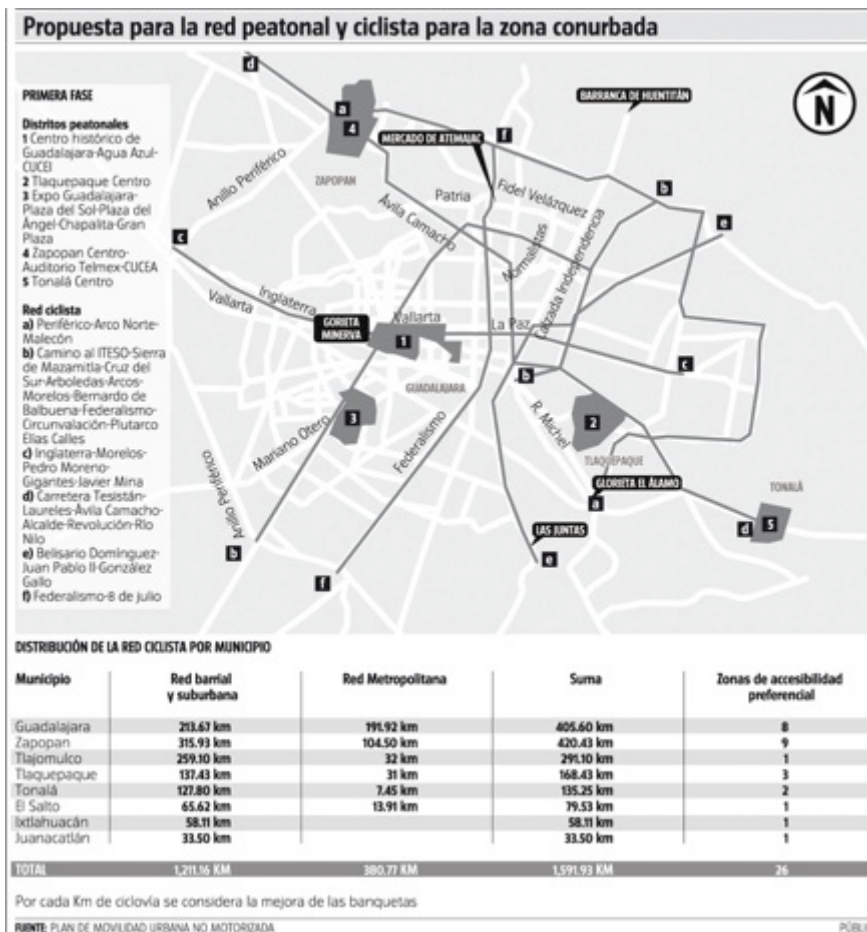 Propuesta para la red peatonal y ciclista para la zona conurbada
PRIMERA FASE
Distritos peatonales
1 Centro histórico de
Guadalajara-Agua Azul-
CUCEI
2 Tlaquepaque Centro
3 Expo Guadalajara-
Plaza del Sol-Plaza del
Ángel-Chapalita-Gran
Plaza
4 Zapopan Centro-
Auditorio Telmex-CUCEA
5 Tonalá Centro
Red ciclista
a) Periférico-Arco Norte-
Malecón
b) Camino al ITESO-Sierra
de Mazamitla-Cruz del
Sur-Arboledas-Arcos-
Morelos-Bernardo de
Balbuena-Federalismo-
Circunvalación-Plutarco
Elías Calles
c) Inglaterra-Morelos-
Pedro Moreno-
Gigantes-Javier Mina
d) Carretera Tesistán-
Laureles-Ávila Camacho-
Alcalde-Revolución-Río
Nilo
e) Belisario Domínguez-
Juan Pablo II-González
Gallo
f) Federalismo-8 de julio
d
a
4
ZAPOPAN
MERCADO DE ATEMAJAC
f
BARRANCA DE HUENTITÁN
N
Anillo Periférico
Patria
Fidel Velázquez
b
e
Ávila Camacho
c
Normalistas
Calzada Independencia
Inglaterra
Vallarta
GORIETA
MINERVA
Vallarta
La Paz
1
GUADALAJARA
c
b
3
R. Michel
2
TLAQUEPAQUE
Mariano Otero
Federalismo
Anillo Periférico
GLORIETA EL ÁLAMO
a
TONALÁ
d
5
LAS JUNTAS
e
b
f
DISTRIBUCIÓN DE LA RED CICLISTA POR MUNICIPIO
Municipio Red barrial y suburbana Red Metropolitana Suma Zonas de accesibilidad preferencial
Guadalajara 213.67 km 191.92 km 405.60 km 8
Zapopan 315.93 km 104.50 km 420.43 km 9
Tlajomulco 259.10 km 32 km 291.10 km 1
Tlaquepaque 137.43 km 31 km 168.43 km 3
Tonalá 127.80 km 7.45 km 135.25 km 2
El Salto 65.62 km 13.91 km 79.53 km 1
Ixtlahuacán 58.11 km 58.11 km 1
Juanacatlán 33.50 km 33.50 km 1
TOTAL 1,211.16 KM 380.77 KM 1,591.93 KM 26
Por cada Km de ciclovía se considera la mejora de las banquetas
FUENTE: PLAN DE MOVILIDAD URBANA NO MOTORIZADA
PÚBLI